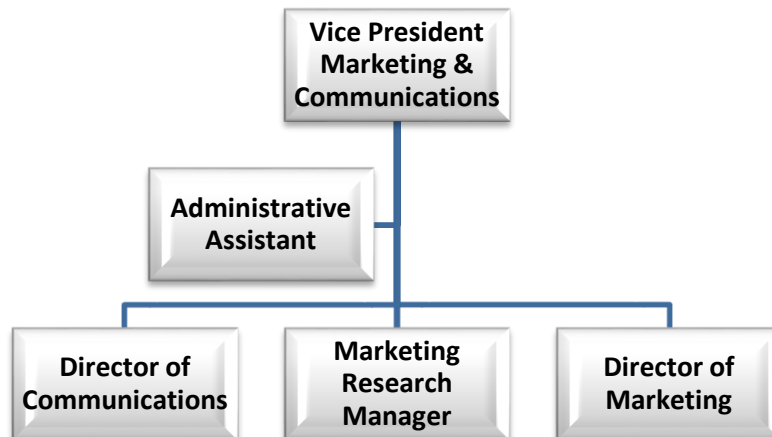 Vice President
Marketing &
Communications
Administrative
Assistant
Director of
Communications
Marketing
Research
Manager
Director of
Marketing